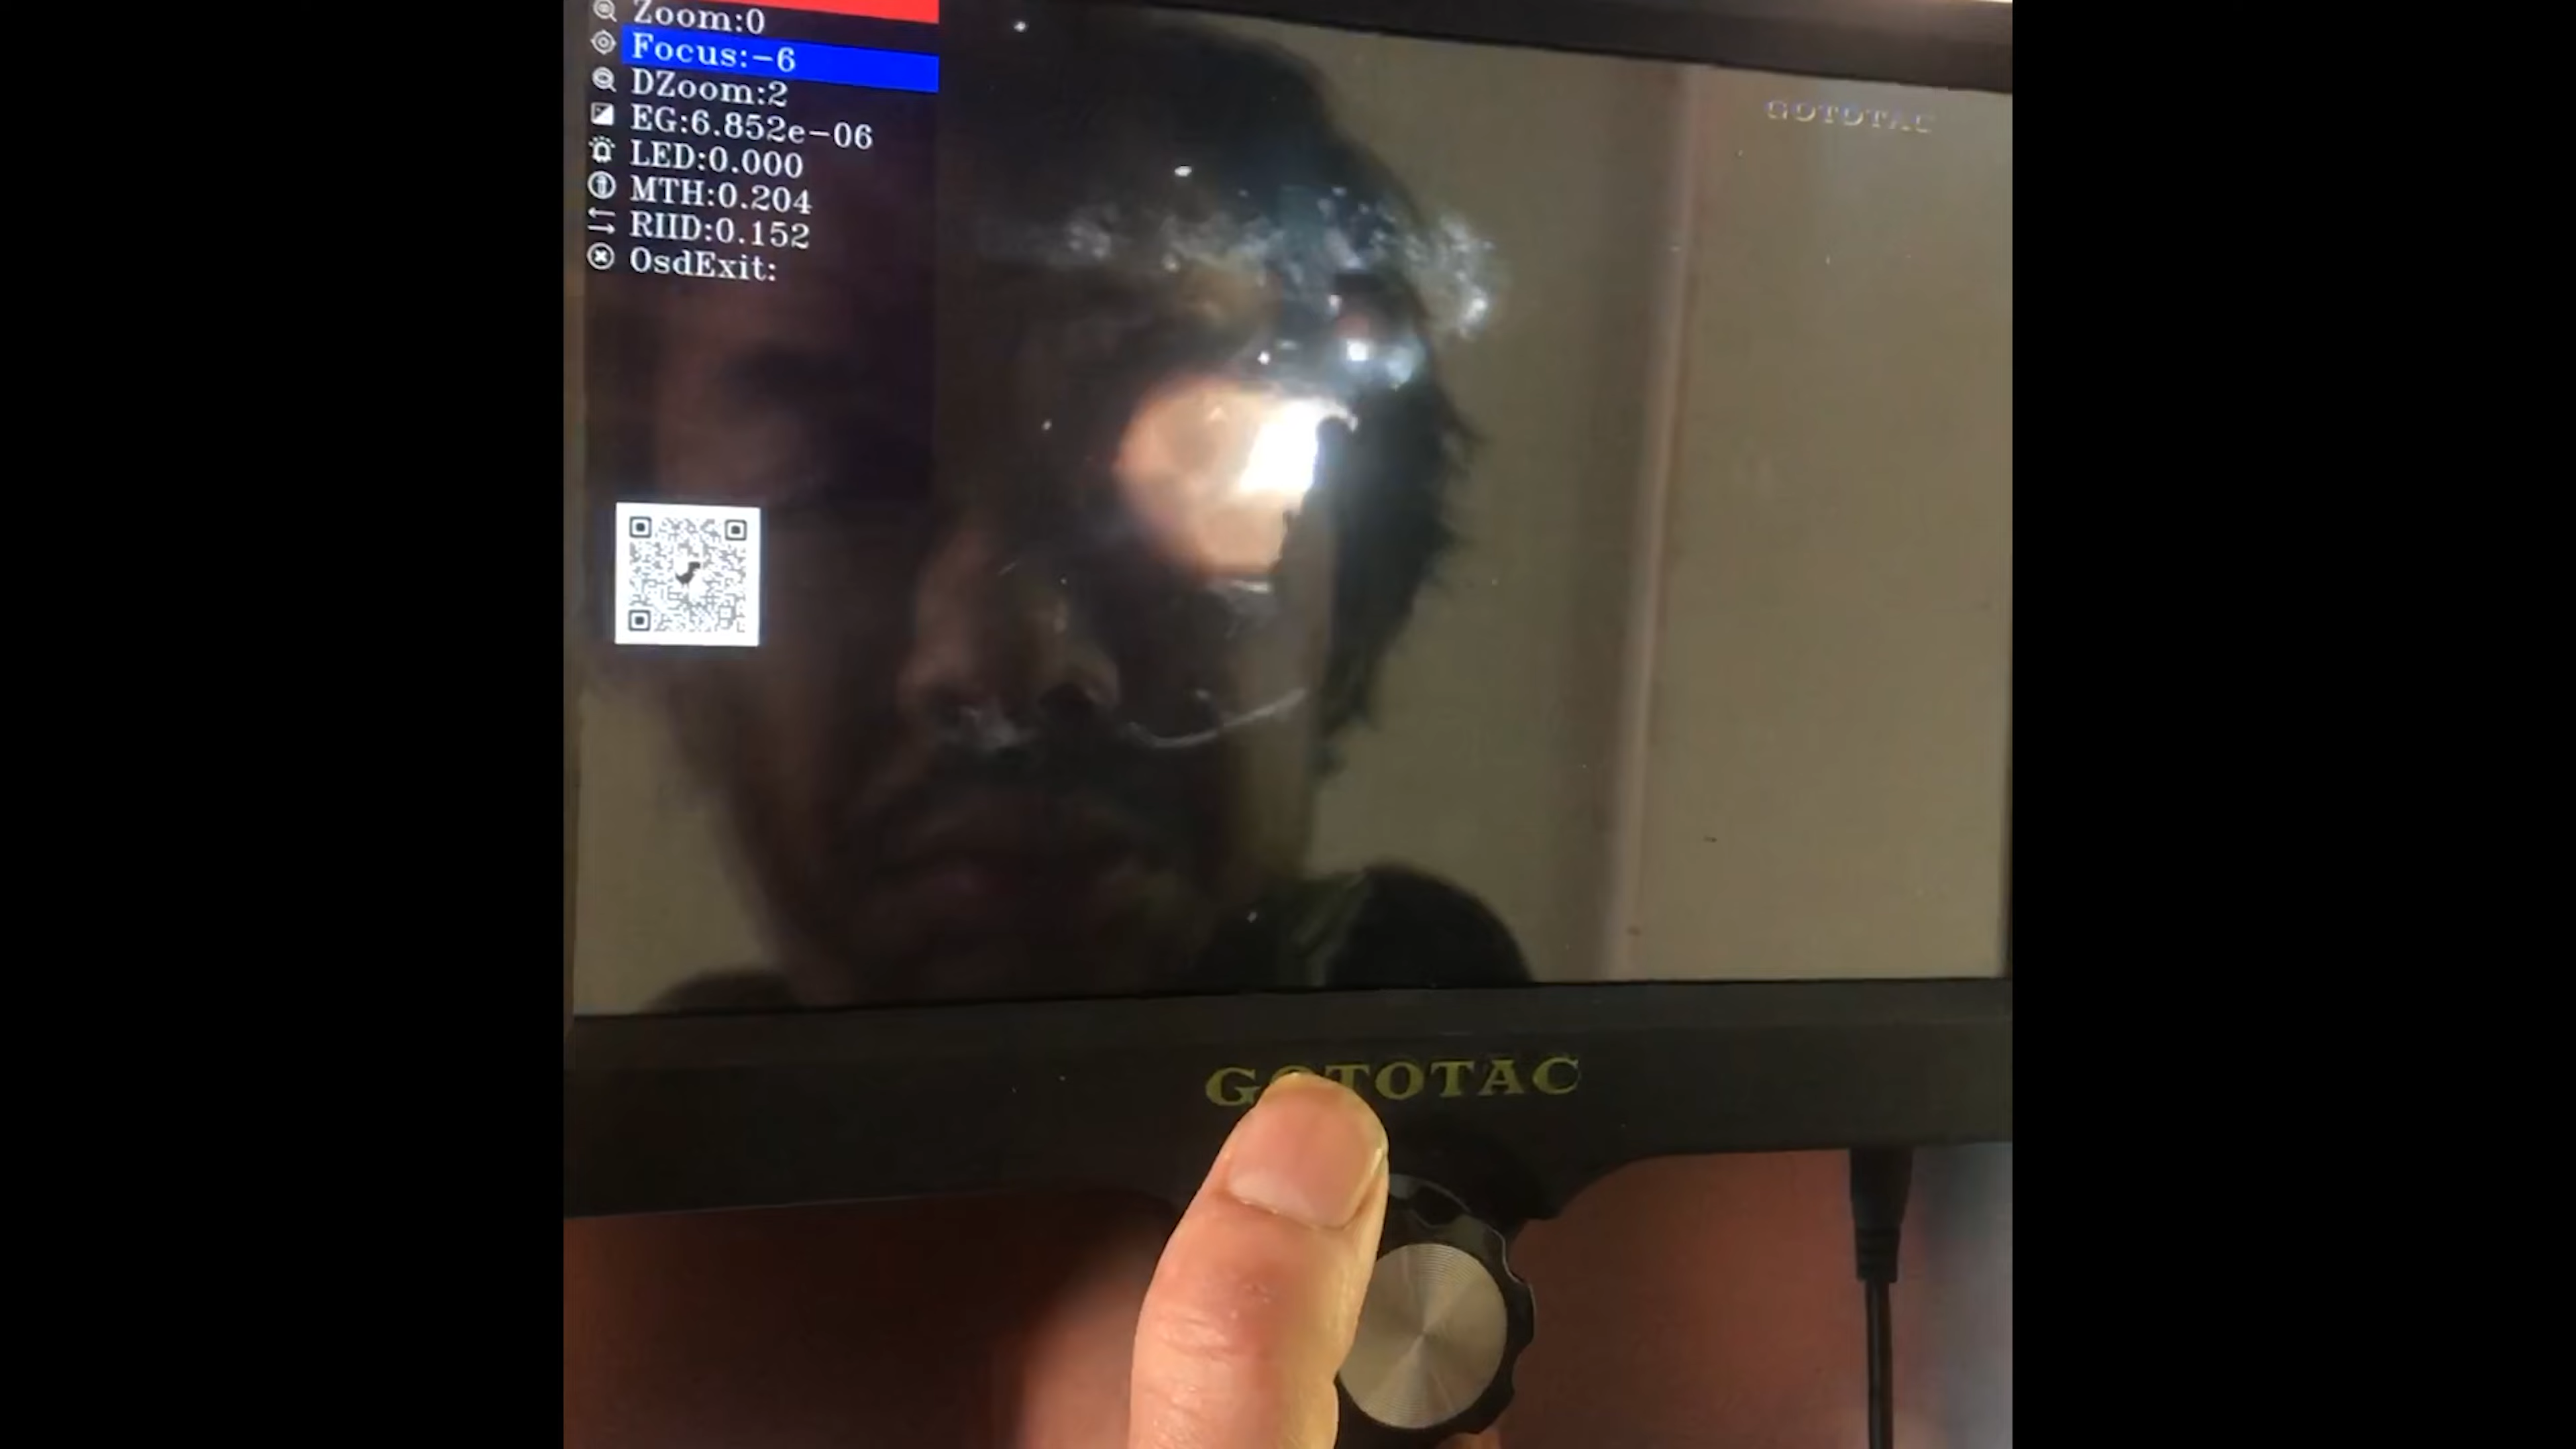 Zoom:0
Focus:-6
DZoom:2
EG:6.852e-06
LED:0.000
MTH:0.204
RIID:0.152
OsdExit:
GOTOTAC
GOTOTAC